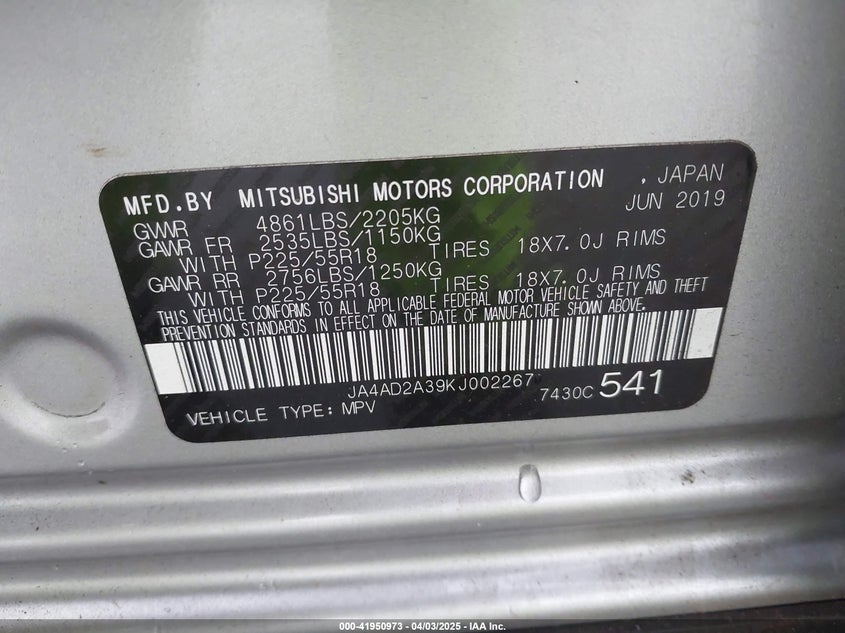 MFD.BY MITSUBISHI MOTORS CORPORATION , JAPAN
JUN 2019
GVWR 4861LBS/2205KG
GAWR FR 2535LBS/1150KG
WITH P225/55R18 TIRES 18X7.0J RIMS
GAWR RR 2756LBS/1250KG
WITH P225/55R18 TIRES 18X7.0J RIMS
THIS VEHICLE CONFORMS TO ALL APPLICABLE FEDERAL MOTOR VEHICLE SAFETY AND THEFT
PREVENTION STANDARDS IN EFFECT ON THE DATE OF MANUFACTURE SHOWN ABOVE.
JA4AD2A39KJ002267
VEHICLE TYPE: MPV 7430C 541
000-41950973 - 04/03/2025 - IAA Inc.